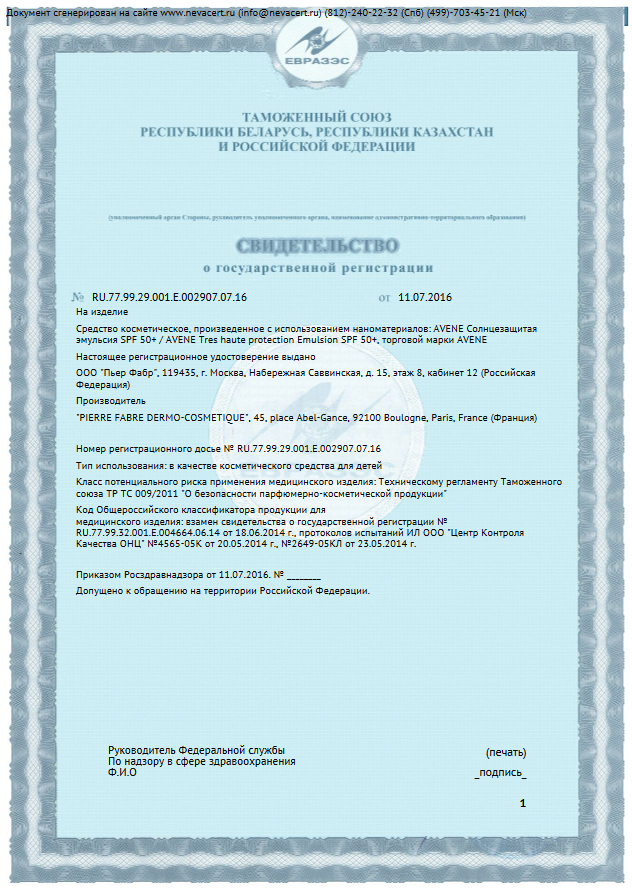 Документ сгенерирован на сайте www.nevacert.ru (info@nevacert.ru) (812)-240-22-32 (Спб) (499)-703-45-21 (Мск)
ЕВРАЗЭС
ТАМОЖЕННЫЙ СОЮЗ
РЕСПУБЛИКИ БЕЛАРУСЬ, РЕСПУБЛИКИ КАЗАХСТАН
И РОССИЙСКОЙ ФЕДЕРАЦИИ
(уполномоченный орган Стороны, руководитель уполномоченного органа, наименование административно-территориального образования)
СВИДЕТЕЛЬСТВО
о государственной регистрации
№ RU.77.99.29.001.E.002907.07.16 от 11.07.2016
На изделие
Средство косметическое, произведенное с использованием наноматериалов: AVENE Солнцезащитая
эмульсия SPF 50+ / AVENE Tres haute protection Emulsion SPF 50+, торговой марки AVENE
Настоящее регистрационное удостоверение выдано
ООО "Пьер Фабр", 119435, г. Москва, Набережная Саввинская, д. 15, этаж 8, кабинет 12 (Российская
Федерация)
Производитель
"PIERRE FABRE DERMO-COSMETIQUE", 45, place Abel-Gance, 92100 Boulogne, Paris, France (Франция)
Номер регистрационного досье № RU.77.99.29.001.E.002907.07.16
Тип использования: в качестве косметического средства для детей
Класс потенциального риска применения медицинского изделия: Техническому регламенту Таможенного
союза ТР ТС 009/2011 "О безопасности парфюмерно-косметической продукции"
Код Общероссийского классификатора продукции для
медицинского изделия: взамен свидетельства о государственной регистрации №
RU.77.99.32.001.E.004664.06.14 от 18.06.2014 г., протоколов испытаний ИЛ ООО "Центр Контроля
Качества ОНЦ" №4565-05К от 20.05.2014 г., №2649-05КЛ от 23.05.2014 г.
Приказом Росздравнадзора от 11.07.2016. № ________
Допущено к обращению на территории Российской Федерации.
Руководитель Федеральной службы
По надзору в сфере здравоохранения
Ф.И.О
(печать)
_подпись_
1